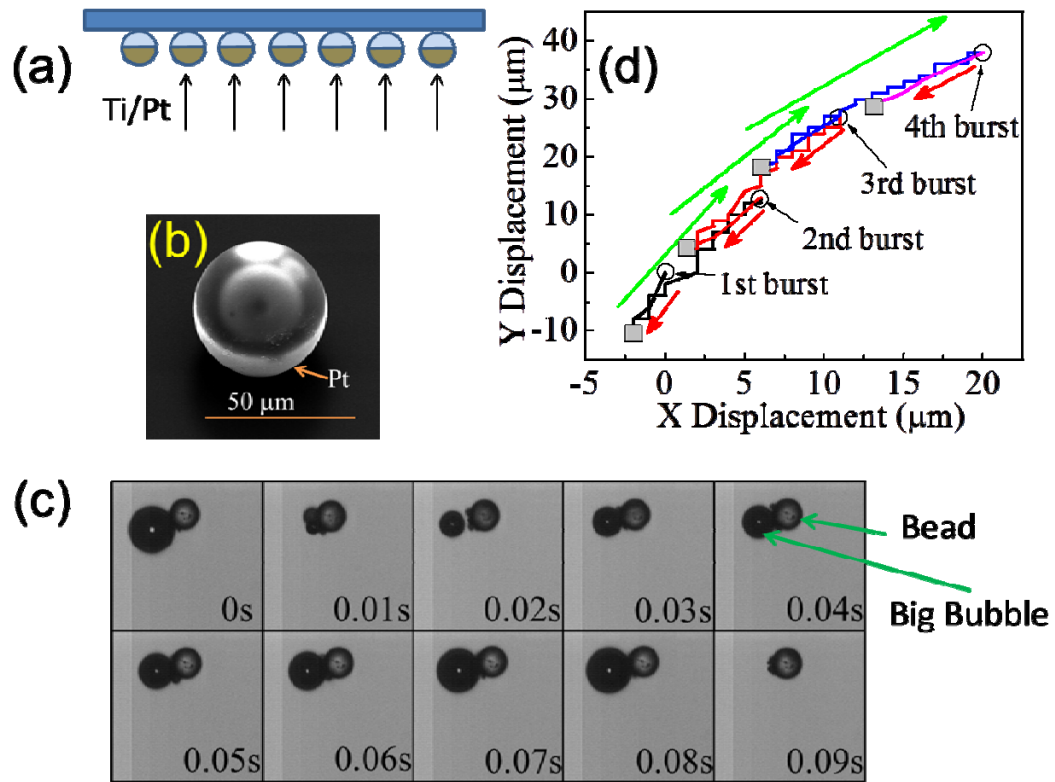 (a)
Ti/Pt
(b)
Pt
50 µm
(c)
0s
0.01s
0.02s
0.03s
0.04s
0.05s
0.06s
0.07s
0.08s
0.09s
Bead
Big Bubble
(d)
Y Displacement (µm)
40
30
20
10
0
-10
-5
0
5
10
15
20
X Displacement (µm)
1st burst
2nd burst
3rd burst
4th burst